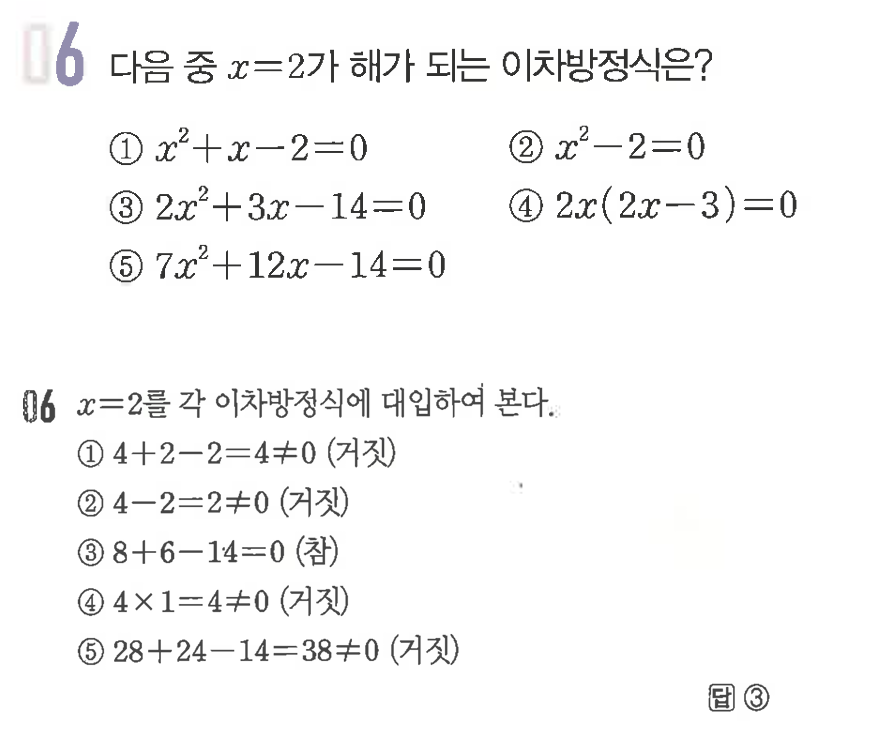 06 다음 중 x=2가 해가 되는 이차방정식은?
① x²+x-2=0 ② x²-2=0
③ 2x²+3x-14=0 ④ 2x(2x-3)=0
⑤ 7x²+12x-14=0
06 x=2를 각 이차방정식에 대입하여 본다.
① 4+2-2=4≠0 (거짓)
② 4-2=2≠0 (거짓)
③ 8+6-14=0 (참)
④ 4×1=4≠0 (거짓)
⑤ 28+24-14=38≠0 (거짓)
답 ③